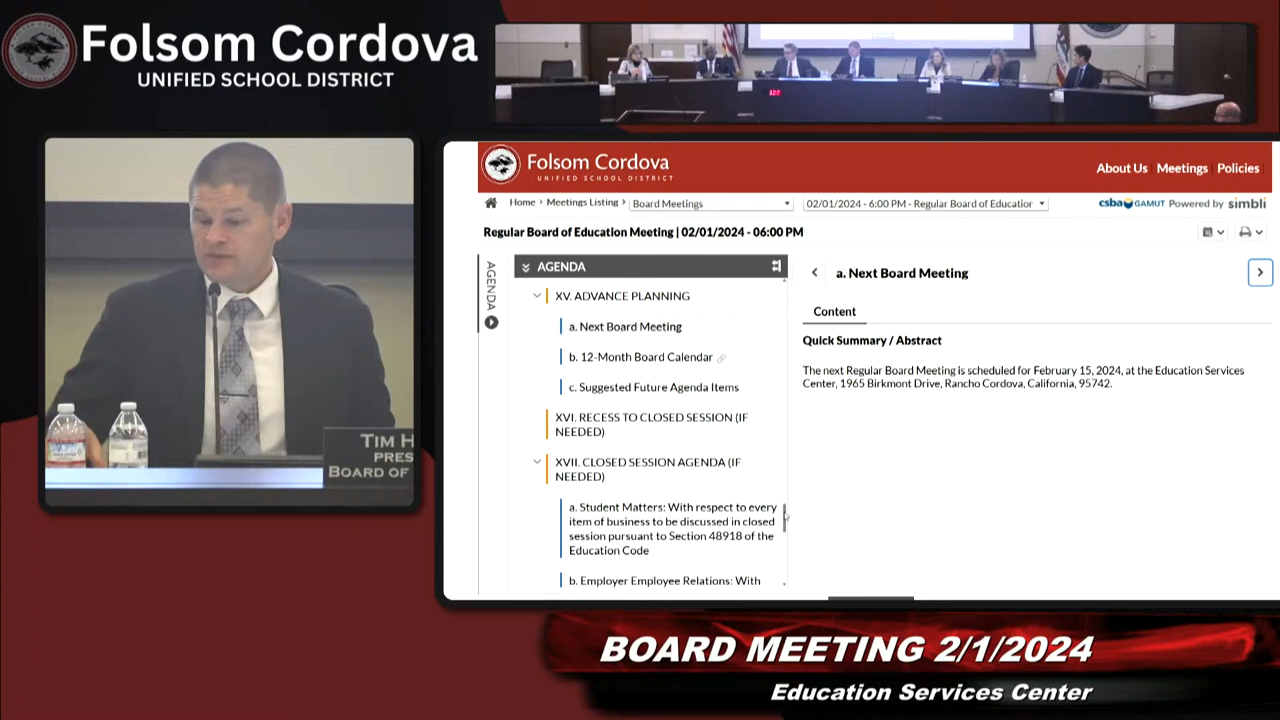 Folsom Cordova
UNIFIED SCHOOL DISTRICT
TIM H
PRES
BOARD OF
Folsom Cordova
UNIFIED SCHOOL DISTRICT
About Us Meetings Policies
Home > Meetings Listing > Board Meetings 02/01/2024 - 6:00 PM - Regular Board of Education csba GAMUT Powered by simbli
Regular Board of Education Meeting | 02/01/2024 - 06:00 PM
AGENDA
AGENDA
XV. ADVANCE PLANNING
a. Next Board Meeting
b. 12-Month Board Calendar
c. Suggested Future Agenda Items
XVI. RECESS TO CLOSED SESSION (IF
NEEDED)
XVII. CLOSED SESSION AGENDA (IF
NEEDED)
a. Student Matters: With respect to every
item of business to be discussed in closed
session pursuant to Section 48918 of the
Education Code
b. Employer Employee Relations: With
a. Next Board Meeting
Content
Quick Summary / Abstract
The next Regular Board Meeting is scheduled for February 15, 2024, at the Education Services
Center, 1965 Birkmont Drive, Rancho Cordova, California, 95742.
BOARD MEETING 2/1/2024
Education Services Center